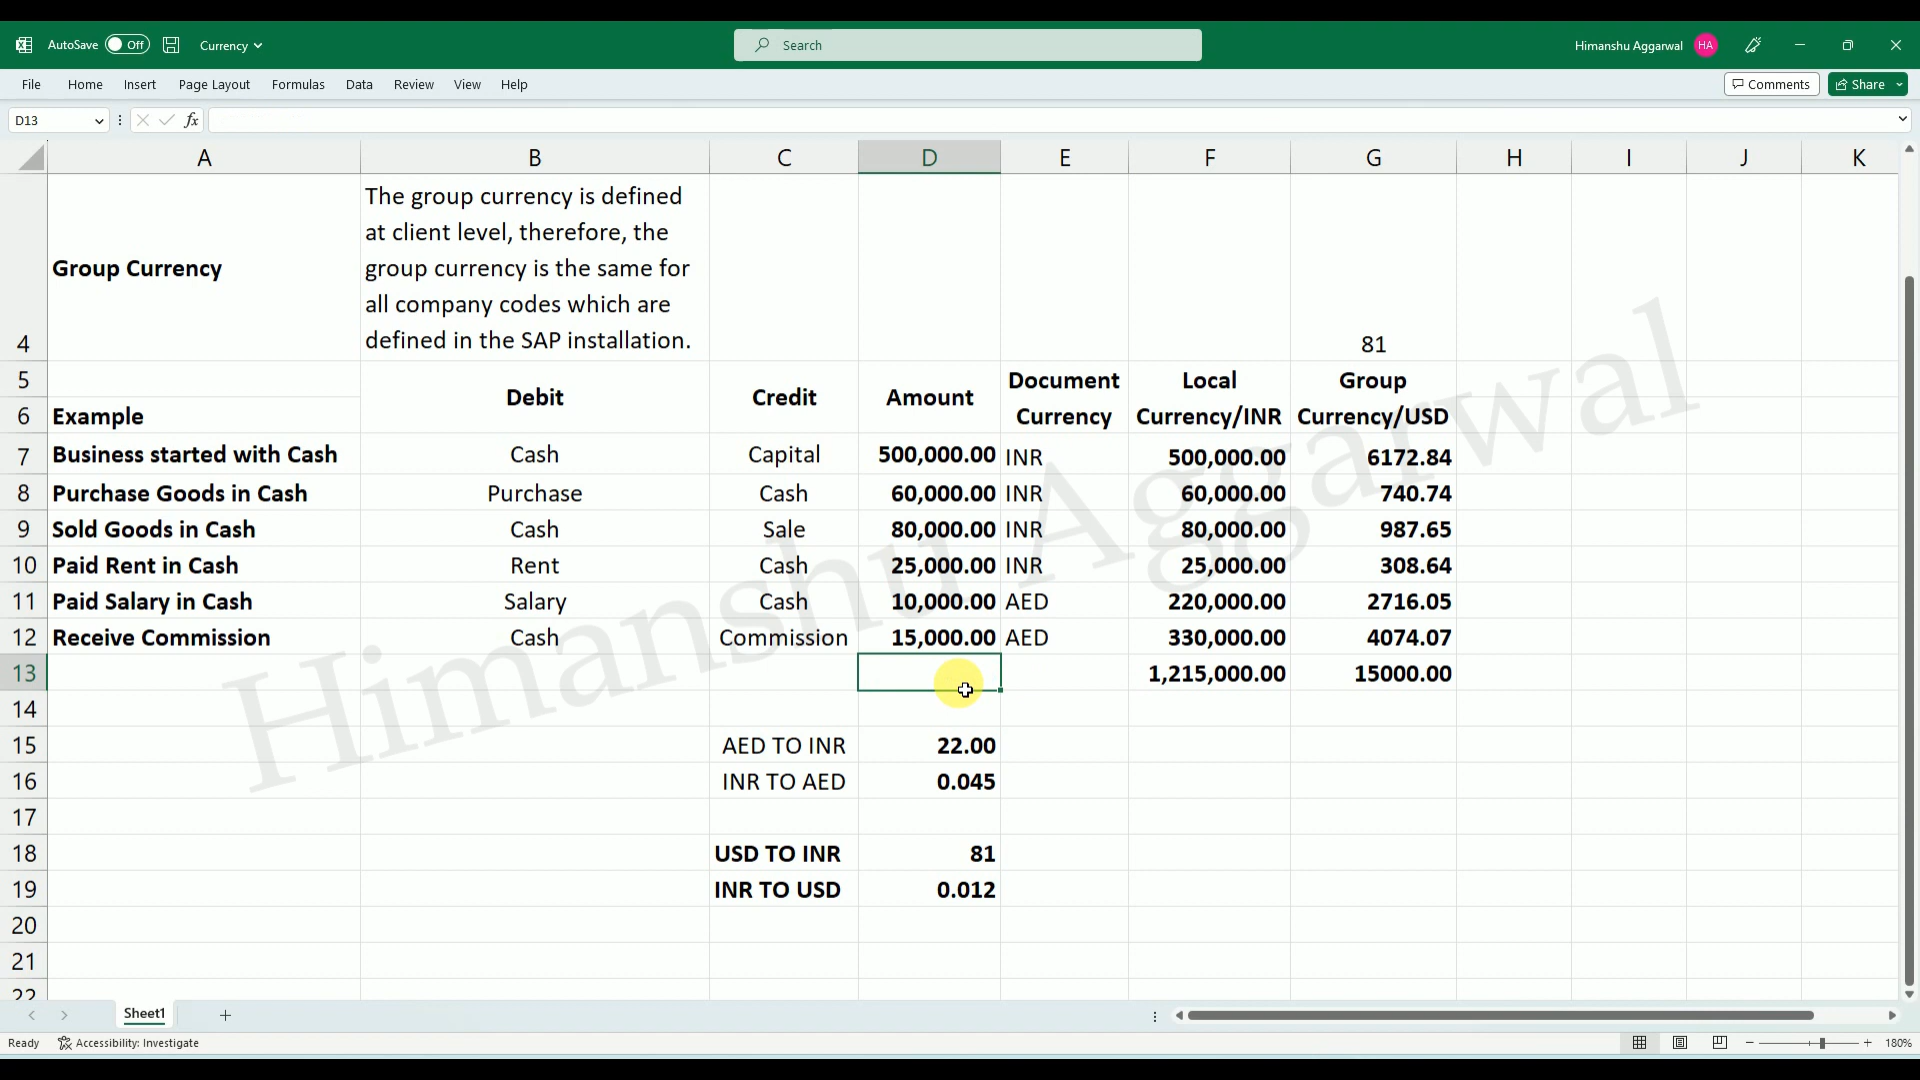 AutoSave Off Currency Search Himanshu Aggarwal HA
File Home Insert Page Layout Formulas Data Review View Help Comments Share
D13 fx
A B C D E F G H I J K
The group currency is defined
at client level, therefore, the
Group Currency group currency is the same for
all company codes which are
4 defined in the SAP installation. 81
5 Document Local Group
Debit Credit Amount
6 Example Currency Currency/INR Currency/USD
7 Business started with Cash Cash Capital 500,000.00 INR 500,000.00 6172.84
8 Purchase Goods in Cash Purchase Cash 60,000.00 INR 60,000.00 740.74
9 Sold Goods in Cash Cash Sale 80,000.00 INR 80,000.00 987.65
10 Paid Rent in Cash Rent Cash 25,000.00 INR 25,000.00 308.64
11 Paid Salary in Cash Salary Cash 10,000.00 AED 220,000.00 2716.05
12 Receive Commission Cash Commission 15,000.00 AED 330,000.00 4074.07
13 1,215,000.00 15000.00
14
15 AED TO INR 22.00
16 INR TO AED 0.045
17
18 USD TO INR 81
19 INR TO USD 0.012
20
21
22
Himanshu Aggarwal
Sheet1
Ready Accessibility: Investigate 180%